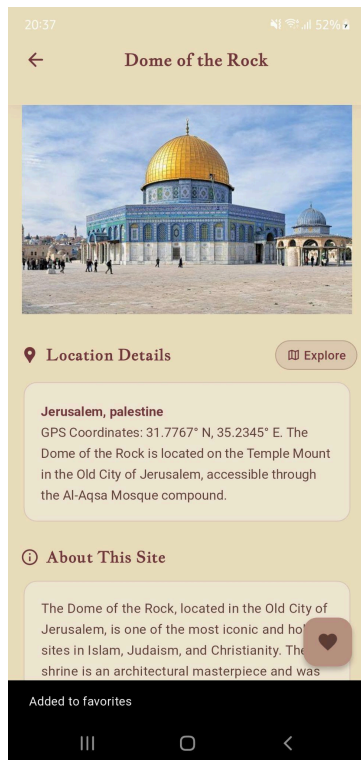 20:37
52%
Dome of the Rock
Location Details
Explore
Jerusalem, palestine
GPS Coordinates: 31.7767° N, 35.2345° E. The
Dome of the Rock is located on the Temple Mount
in the Old City of Jerusalem, accessible through
the Al-Aqsa Mosque compound.
About This Site
The Dome of the Rock, located in the Old City of
Jerusalem, is one of the most iconic and
sites in Islam, Judaism, and Christianity.
shrine is an architectural masterpiece and was
Added to favorites